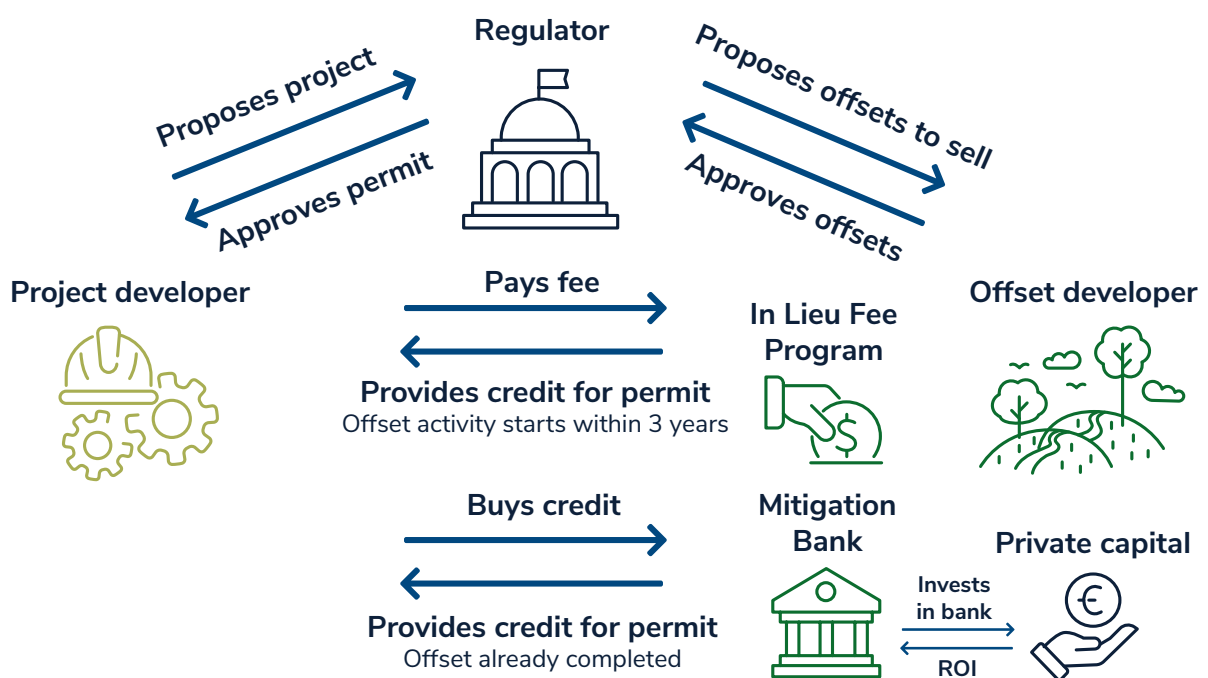 Regulator
Proposes project
Approves permit
Proposes offsets to sell
Approves offsets
Project developer
Pays fee
Provides credit for permit
Offset activity starts within 3 years
In Lieu Fee
Program
$
Offset developer
Buys credit
Provides credit for permit
Offset already completed
Mitigation
Bank
Invests
in bank
ROI
Private capital
€